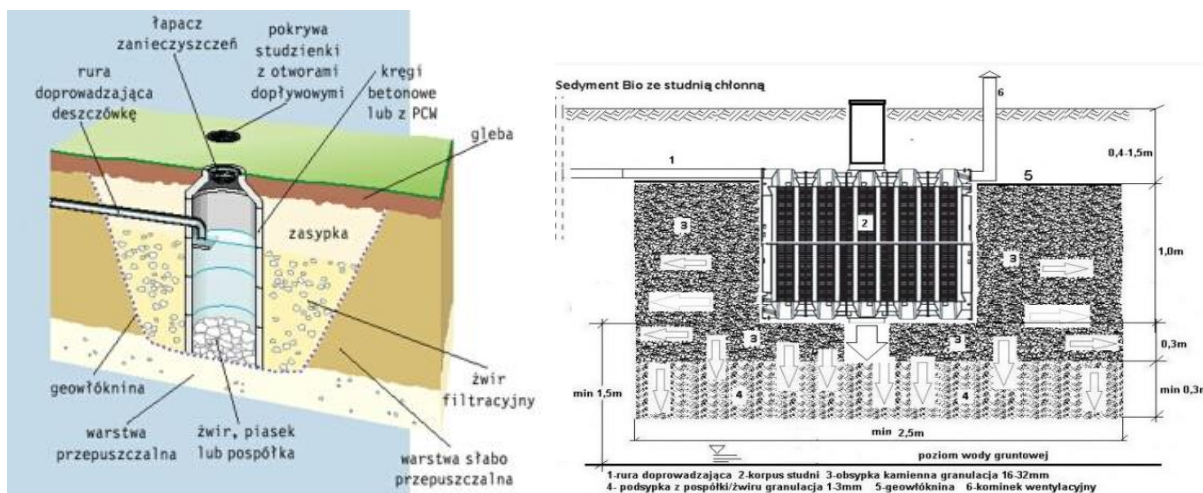 łapacz
zanieczyszczeń
pokrywa
studzienki
z otworami
dopływowymi
rura
doprowadzająca
deszczówkę
kręgi
betonowe
lub z PCW
gleba
zasypka
geowłóknina
żwir
filtracyjny
warstwa
przepuszczalna
żwir, piasek
lub pospółka
warstwa słabo
przepuszczalna
Sedyment Bio ze studnią chłonną
6
0,4-1,5m
1
5
3
2
3
1,0m
3
3
0,3m
min 1,5m
4
4
min 0,3m
min 2,5m
poziom wody gruntowej
1-rura doprowadzająca 2-korpus studni 3-obsypka kamienna granulacja 16-32mm
4- podsypka z pospółki/żwiru granulacja 1-3mm 5-geowłóknina 6-kominek wentylacyjny